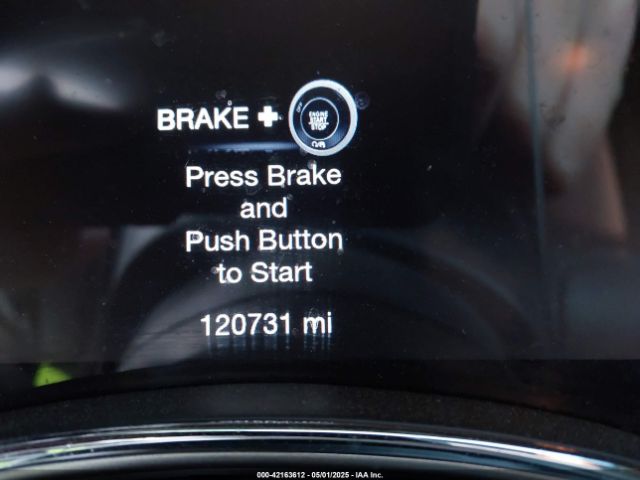 BRAKE +
OFF
ENGINE
START
STOP
Press Brake
and
Push Button
to Start
120731 mi
000-42163612 - 05/01/2025 - IAA Inc.